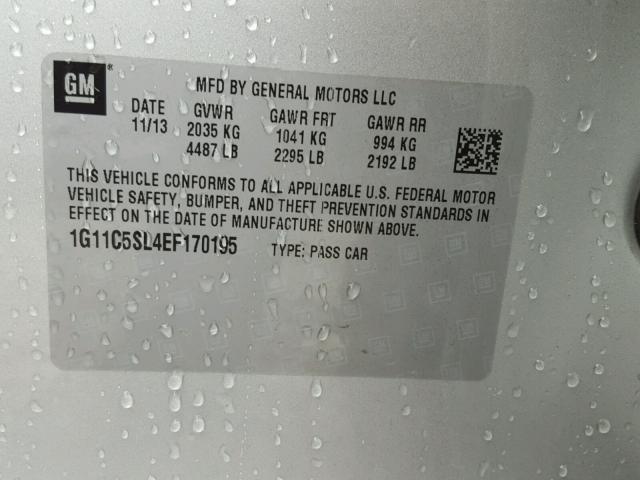 GM®
MFD BY GENERAL MOTORS LLC
DATE GVWR GAWR FRT GAWR RR
11/13 2035 KG 1041 KG 994 KG
4487 LB 2295 LB 2192 LB
THIS VEHICLE CONFORMS TO ALL APPLICABLE U.S. FEDERAL MOTOR
VEHICLE SAFETY, BUMPER, AND THEFT PREVENTION STANDARDS IN
EFFECT ON THE DATE OF MANUFACTURE SHOWN ABOVE.
1G11C5SL4EF170195 TYPE: PASS CAR